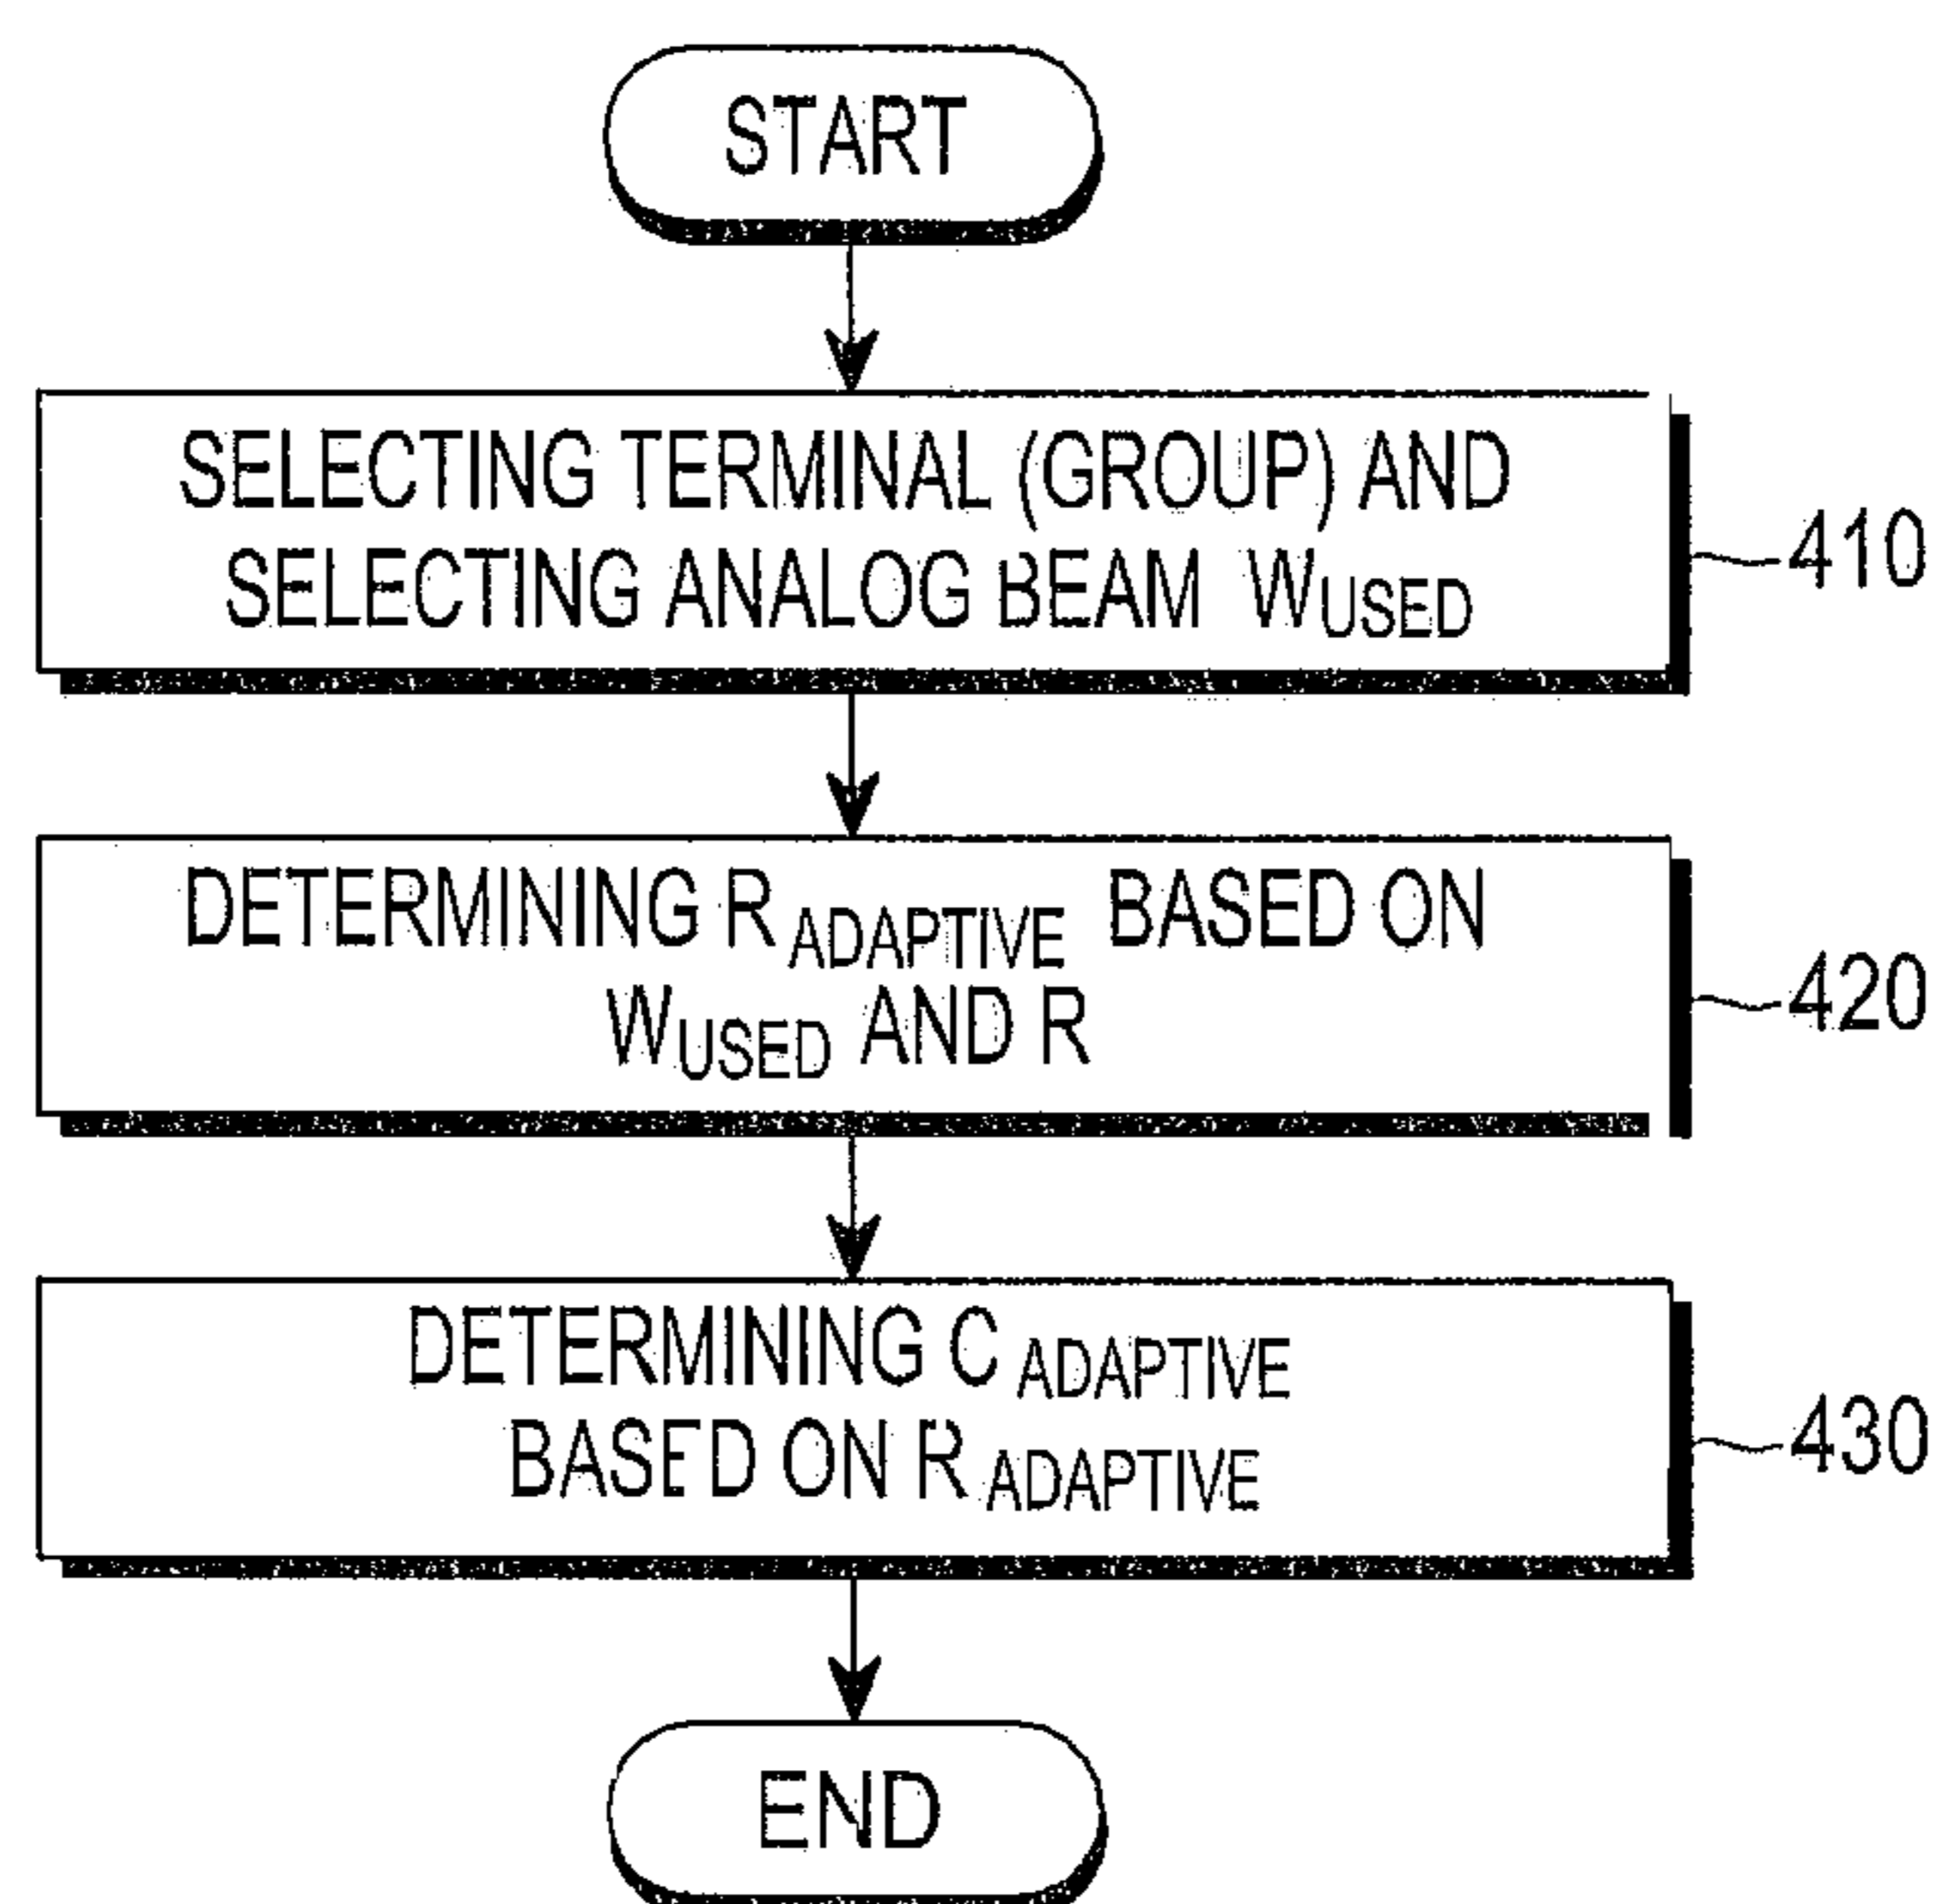 START
SELECTING TERMINAL (GROUP) AND
SELECTING ANALOG BEAM WUSED
410
DETERMINING RADAPTIVE BASED ON
WUSED AND R
420
DETERMINING CADAPTIVE
BASED ON RADAPTIVE
430
END